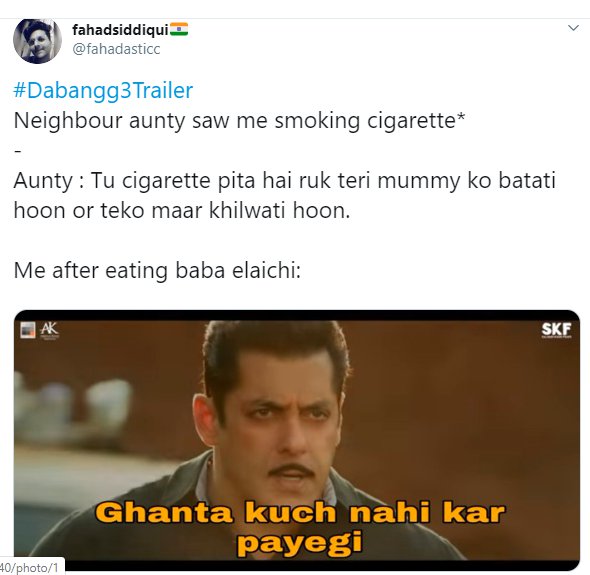 fahadsiddiqui🇮🇳
@fahadasticc
#Dabangg3Trailer
Neighbour aunty saw me smoking cigarette*
-
Aunty : Tu cigarette pita hai ruk teri mummy ko batati
hoon or teko maar khilwati hoon.
Me after eating baba elaichi:
AK
SKF
Ghanta kuch nahi kar
payegi
40/photo/1